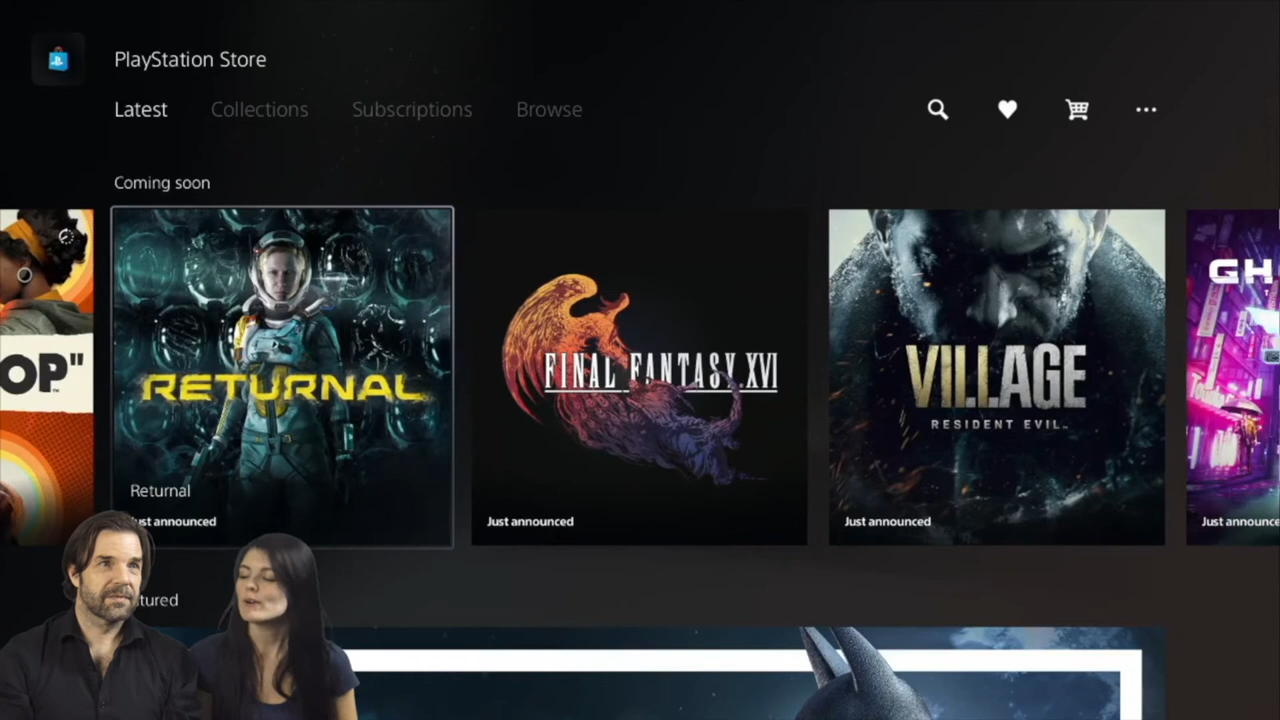 PlayStation Store
Latest Collections Subscriptions Browse
Coming soon
OP"
RETURNAL
Returnal
Just announced
FINAL FANTASY XVI
Just announced
VILLAGE
RESIDENT EVIL™
Just announced
GH
Just announce
tured